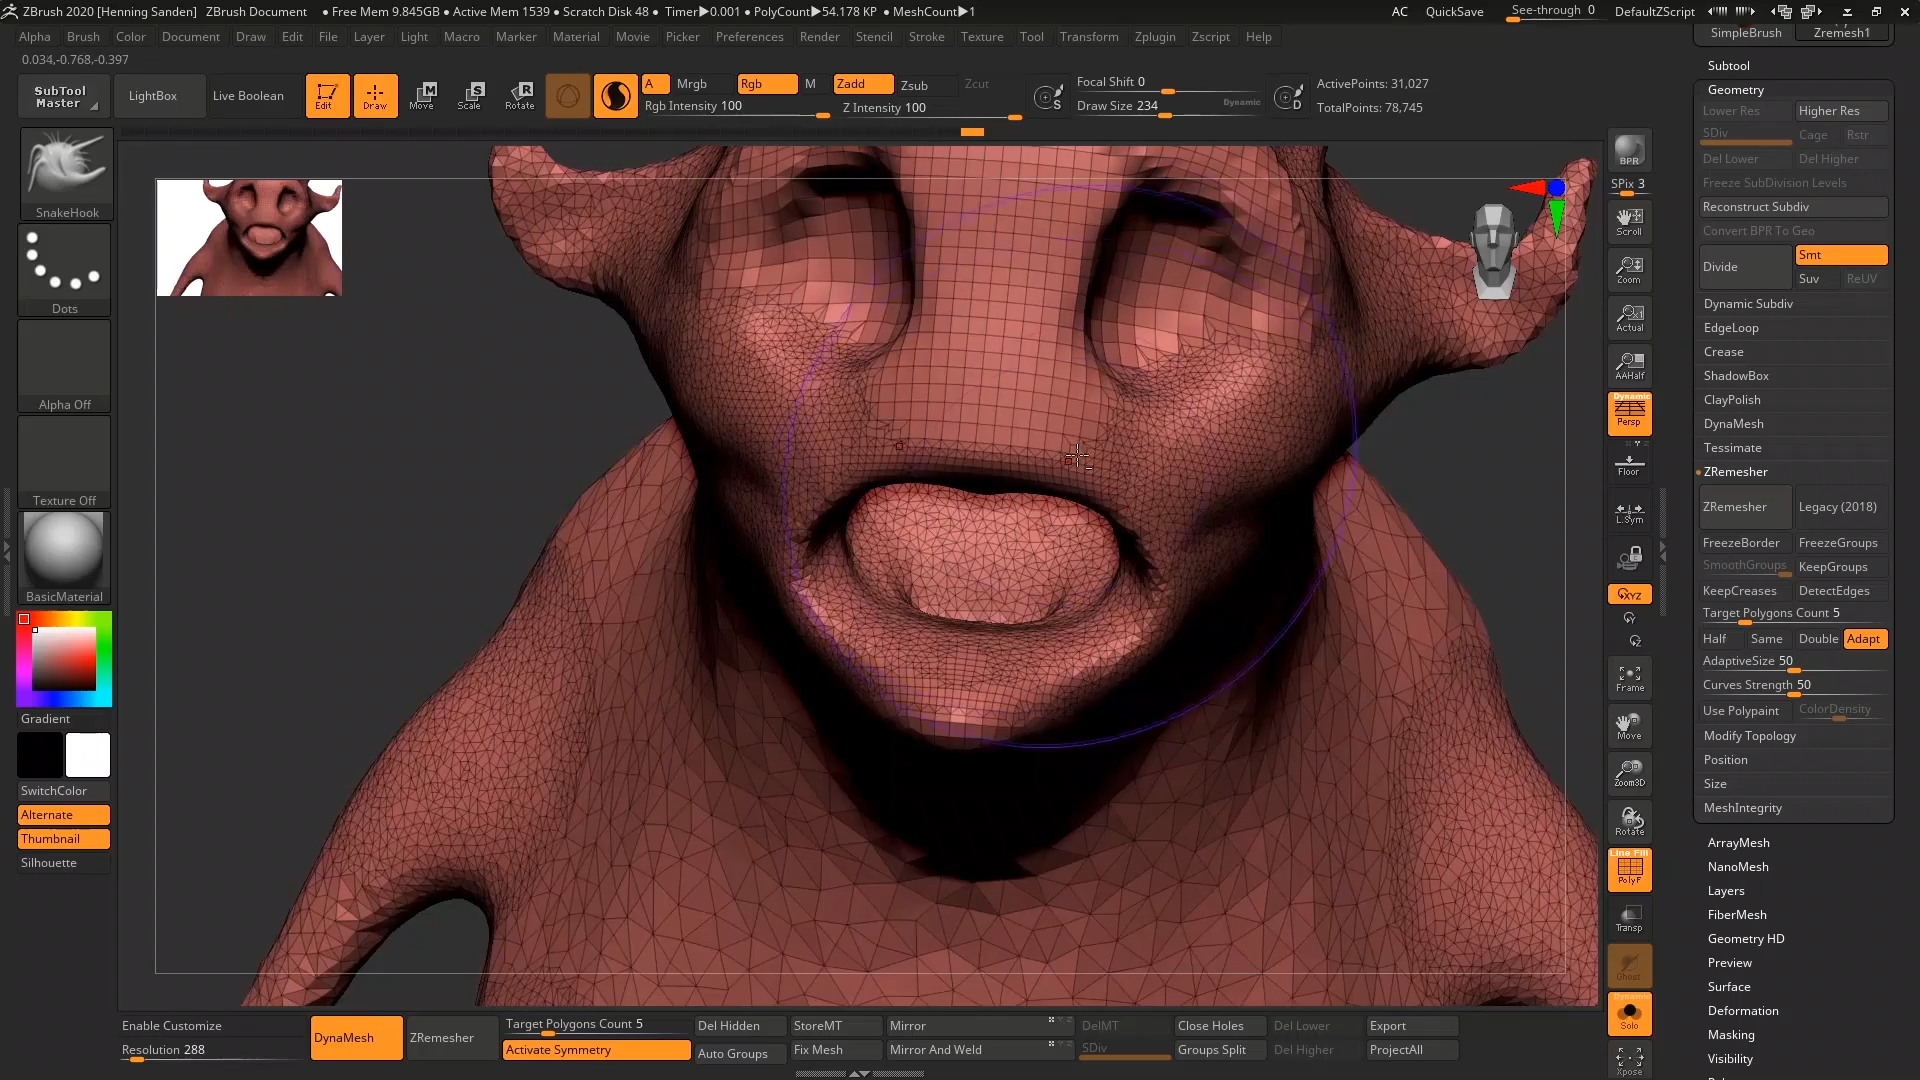 ZBrush 2020 [Henning Sanden] ZBrush Document • Free Mem 9.845GB • Active Mem 1539 • Scratch Disk 48 • Timer▶0.001 • PolyCount▶54.178 KP • MeshCount▶1 AC QuickSave See-through 0 DefaultZScript
Alpha Brush Color Document Draw Edit File Layer Light Macro Marker Material Movie Picker Preferences Render Stencil Stroke Texture Tool Transform Zplugin Zscript Help
0.034,-0.768,-0.397
SubTool
Master
LightBox
Live Boolean
Edit
Draw
Move
Scale
Rotate
A Mrgb Rgb M Zadd Zsub Zcut
Rgb Intensity 100 Z Intensity 100
Focal Shift 0
Draw Size 234 Dynamic
ActivePoints: 31,027
TotalPoints: 78,745
SnakeHook
Dots
Alpha Off
Texture Off
BasicMaterial
Gradient
SwitchColor
Alternate
Thumbnail
Silhouette
BPR
SPix 3
Scroll
Zoom
Actual
AAHalf
Dynamic
Persp
Floor
L.Sym
XYZ
Frame
Move
Zoom3D
Rotate
Line Fill
PolyF
Transp
Ghost
Dynamic
Solo
Xpose
SimpleBrush Zremesh1
Subtool
Geometry
Lower Res Higher Res
SDiv Cage Rstr
Del Lower Del Higher
Freeze SubDivision Levels
Reconstruct Subdiv
Convert BPR To Geo
Divide Smt
Suv ReUV
Dynamic Subdiv
EdgeLoop
Crease
ShadowBox
ClayPolish
DynaMesh
Tessimate
ZRemesher
ZRemesher Legacy (2018)
FreezeBorder FreezeGroups
SmoothGroups KeepGroups
KeepCreases DetectEdges
Target Polygons Count 5
Half Same Double Adapt
AdaptiveSize 50
Curves Strength 50
Use Polypaint ColorDensity
Modify Topology
Position
Size
MeshIntegrity
ArrayMesh
NanoMesh
Layers
FiberMesh
Geometry HD
Preview
Surface
Deformation
Masking
Visibility
Enable Customize
Resolution 288
DynaMesh
ZRemesher
Target Polygons Count 5
Activate Symmetry
Del Hidden
Auto Groups
StoreMT
Fix Mesh
Mirror
Mirror And Weld
DelMT
SDiv
Close Holes
Groups Split
Del Lower
Del Higher
Export
ProjectAll